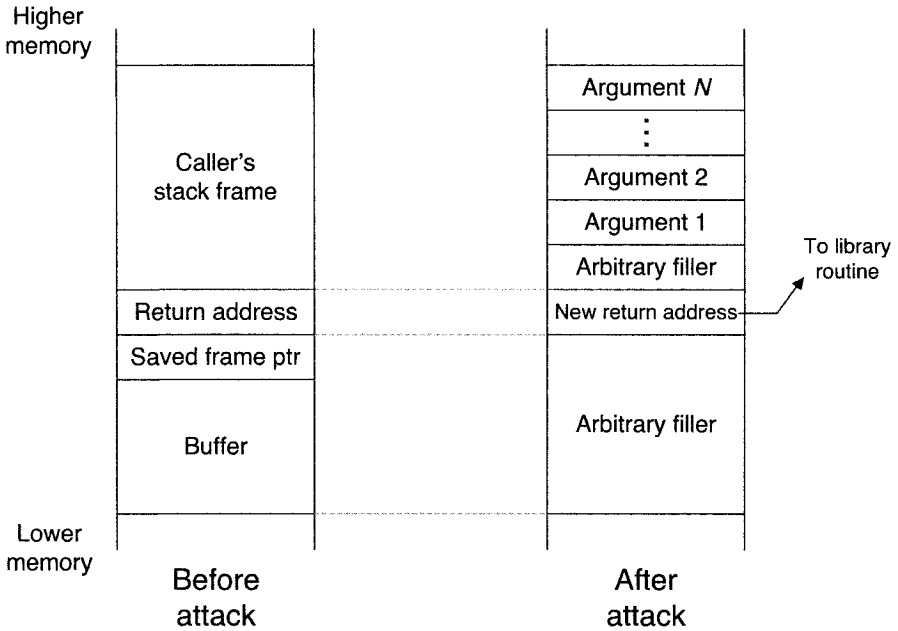 Higher
memory
Caller's
stack frame
Return address
Saved frame ptr
Buffer
Lower
memory
Before
attack
Argument N
⋮
Argument 2
Argument 1
Arbitrary filler
New return address
To library
routine
Arbitrary filler
After
attack